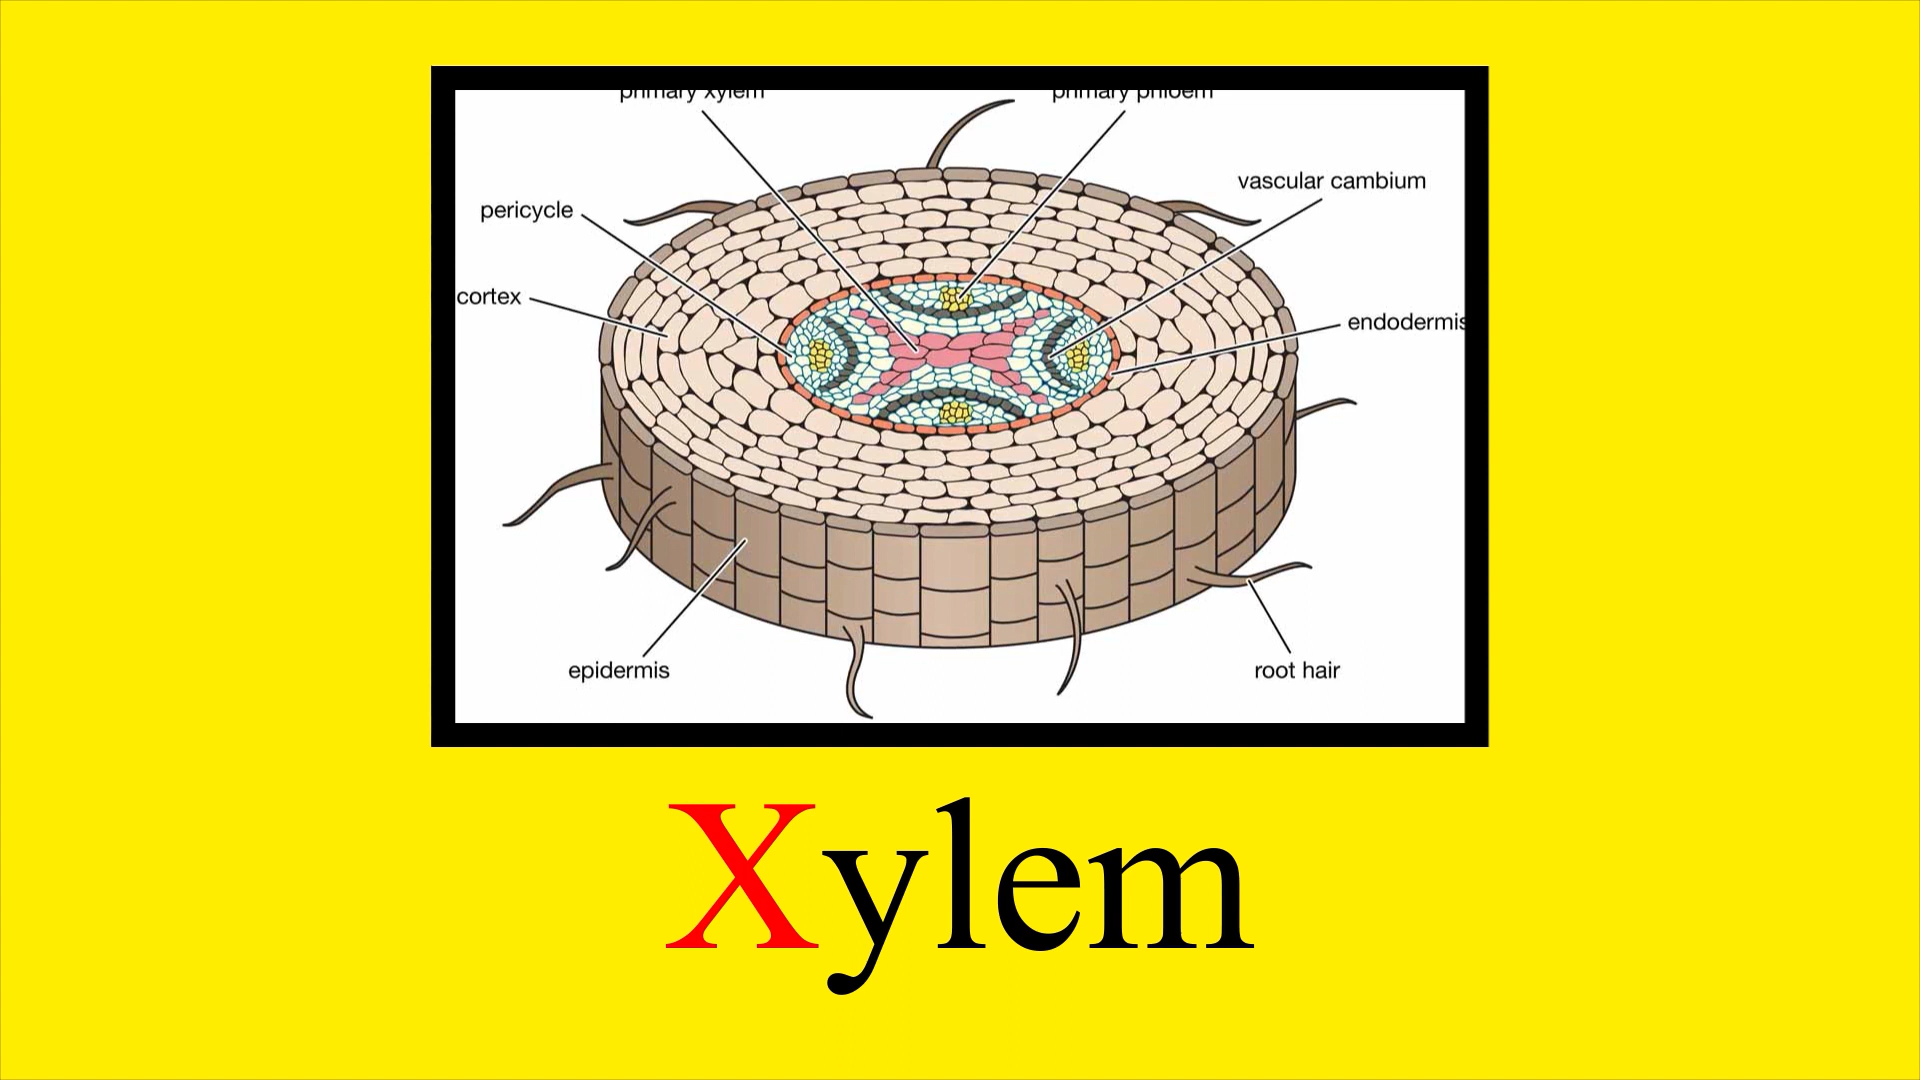 primary xylem
primary phloem
vascular cambium
pericycle
cortex
endodermis
epidermis
root hair
Xylem